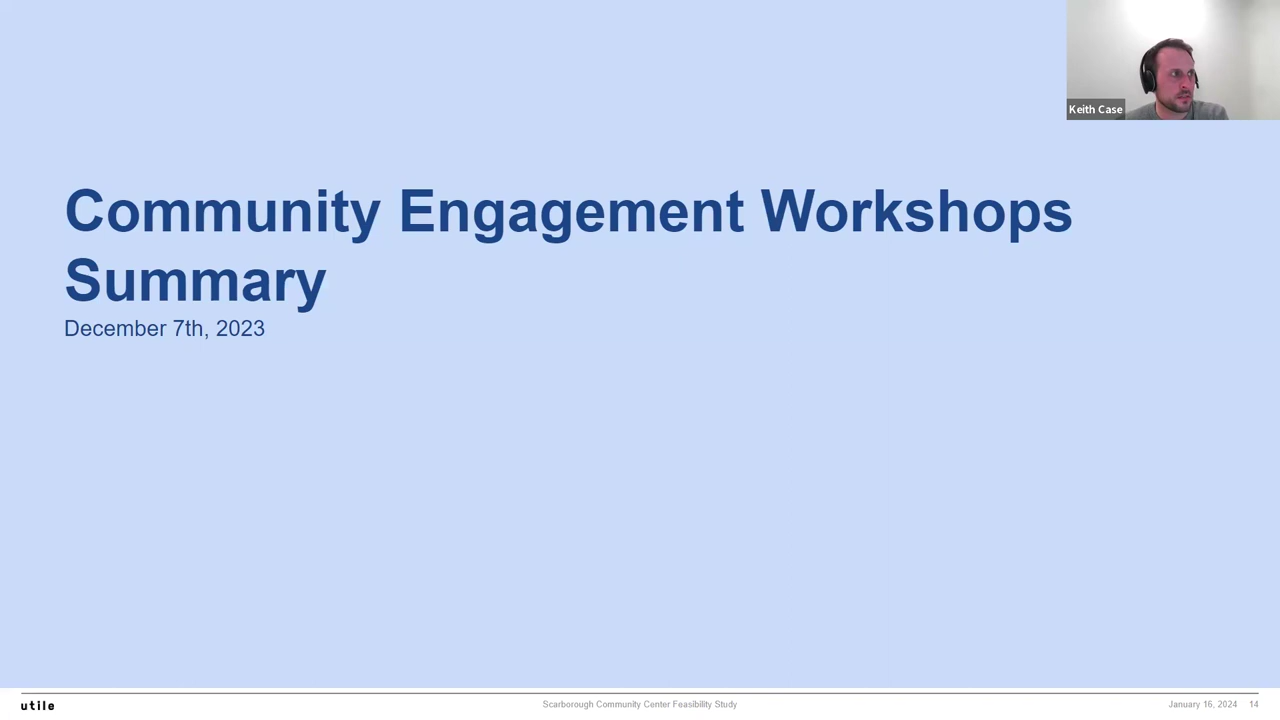 Keith Case
Community Engagement Workshops
Summary
December 7th, 2023
utile
Scarborough Community Center Feasibility Study
January 16, 2024 14